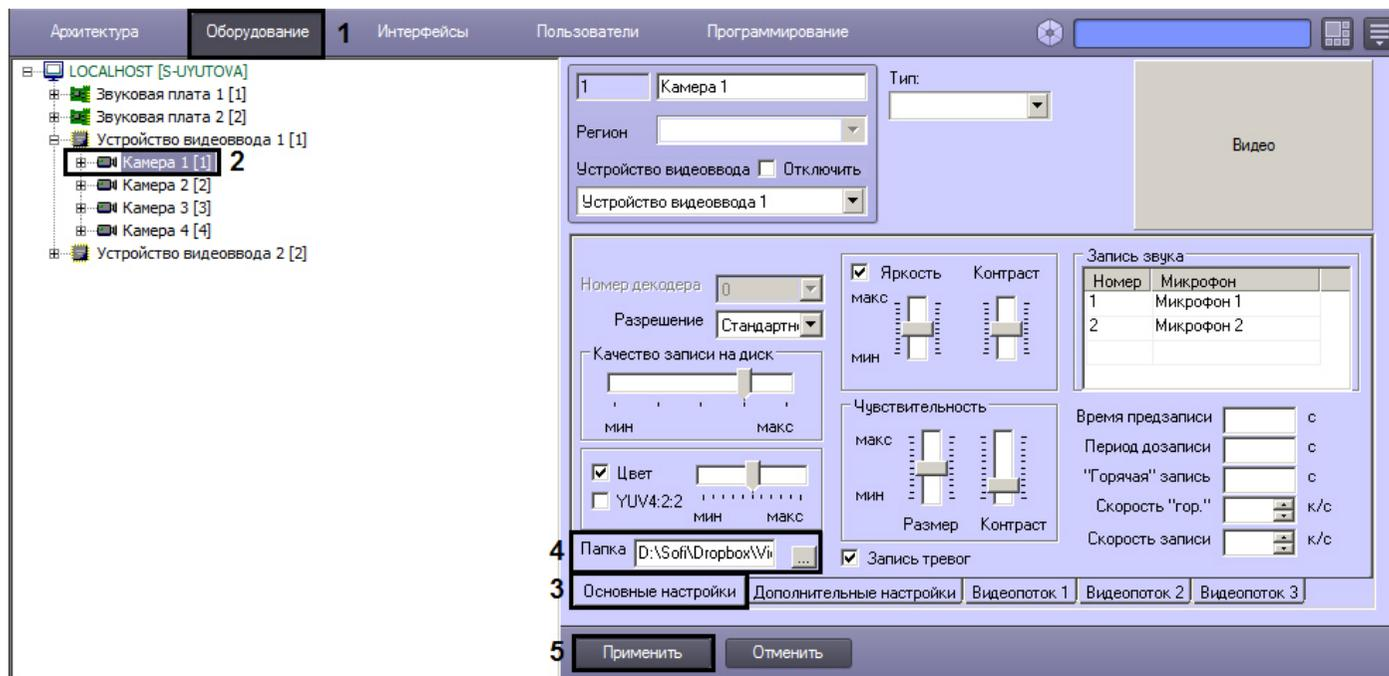 Архитектура Оборудование 1 Интерфейсы Пользователи Программирование
LOCALHOST [S-UYUTOVA]
Звуковая плата 1 [1]
Звуковая плата 2 [2]
Устройство видеоввода 1 [1]
Камера 1 [1] 2
Камера 2 [2]
Камера 3 [3]
Камера 4 [4]
Устройство видеоввода 2 [2]
1 Камера 1
Тип:
Регион
Устройство видеоввода Отключить
Устройство видеоввода 1
Видео
Номер декодера 0
Разрешение Стандартн
Качество записи на диск
мин макс
Цвет
YUV4:2:2
мин макс
4 Папка D:\Sofi\Dropbox\Vi ...
Яркость Контраст
макс
мин
Чувствительность
макс
мин
Размер Контраст
Запись тревог
Запись звука
Номер Микрофон
1 Микрофон 1
2 Микрофон 2
Время предзаписи с
Период дозаписи с
"Горячая" запись с
Скорость "гор." к/с
Скорость записи к/с
3 Основные настройки Дополнительные настройки Видеопоток 1 Видеопоток 2 Видеопоток 3
5 Применить Отменить